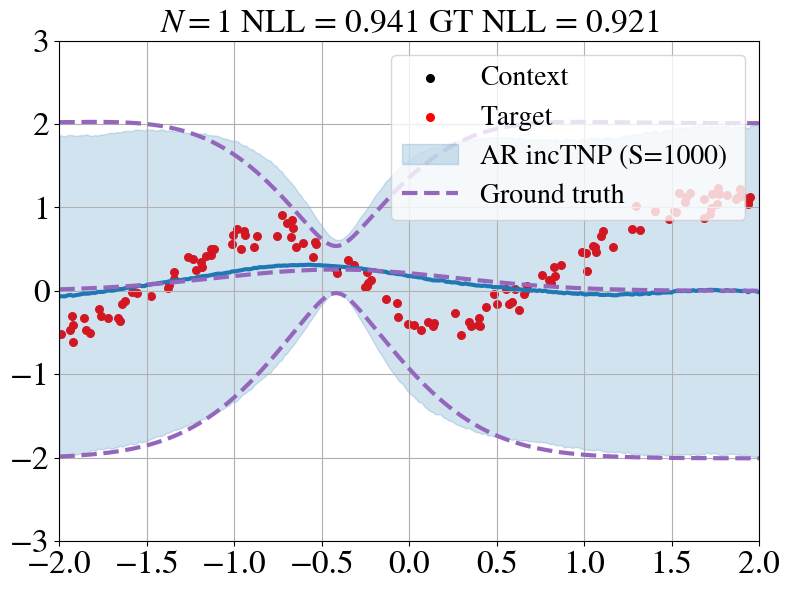 N = 1 NLL = 0.941 GT NLL = 0.921
3
2
1
0
−1
−2
−3
Context
Target
AR incTNP (S=1000)
Ground truth
−2.0 −1.5 −1.0 −0.5 0.0 0.5 1.0 1.5 2.0